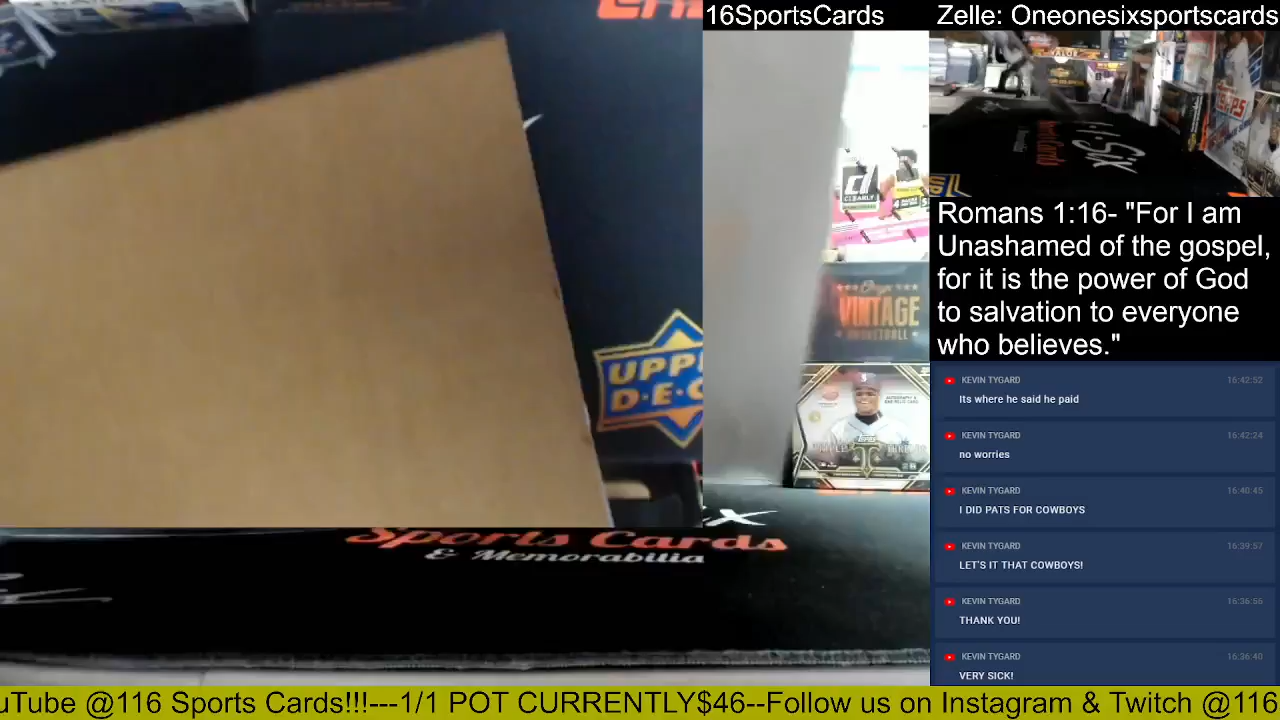 16SportsCards
Zelle: Oneonesixsportscards
CLEARLY
VINTAGE
BASKETBALL
UPP
D·E·C
Six
Romans 1:16- "For I am
Unashamed of the gospel,
for it is the power of God
to salvation to everyone
who believes."
KEVIN TYGARD
16:42:52
Its where he said he paid
KEVIN TYGARD
16:42:24
no worries
KEVIN TYGARD
16:40:45
I DID PATS FOR COWBOYS
KEVIN TYGARD
16:39:57
LET'S IT THAT COWBOYS!
KEVIN TYGARD
16:36:56
THANK YOU!
KEVIN TYGARD
16:36:40
VERY SICK!
Sports Cards
& Memorabilia
uTube @116 Sports Cards!!!---1/1 POT CURRENTLY$46--Follow us on Instagram & Twitch @116